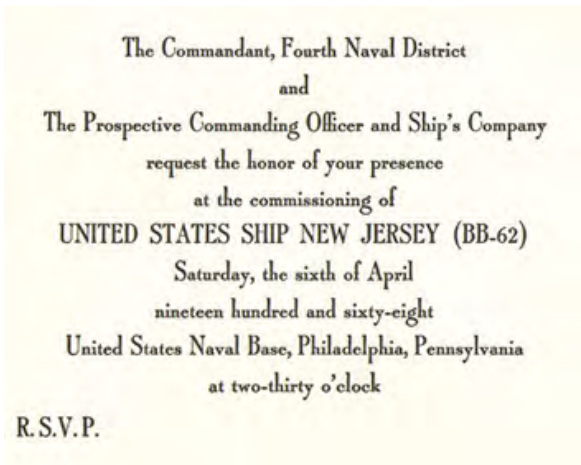 The Commandant, Fourth Naval District
and
The Prospective Commanding Officer and Ship's Company
request the honor of your presence
at the commissioning of
UNITED STATES SHIP NEW JERSEY (BB-62)
Saturday, the sixth of April
nineteen hundred and sixty-eight
United States Naval Base, Philadelphia, Pennsylvania
at two-thirty o'clock
R.S.V.P.